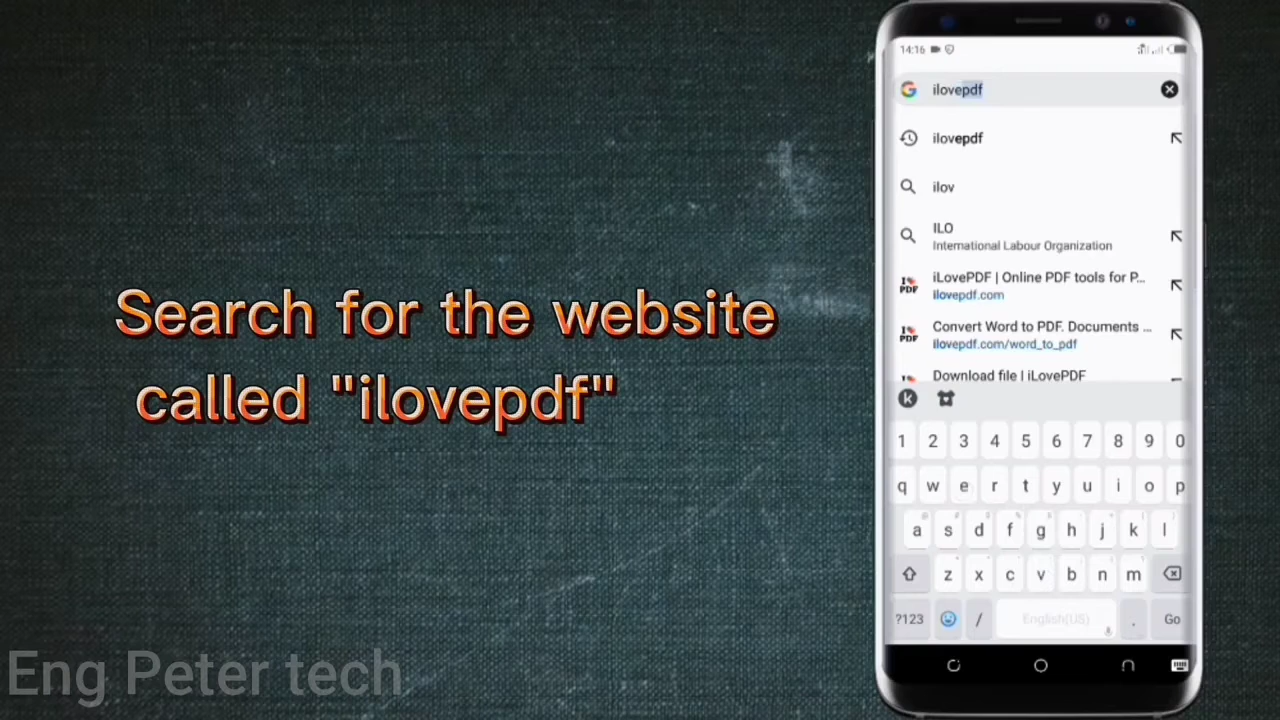 Search for the website
called "ilovepdf"
Eng Peter tech
14:16
ilovepdf
ilovepdf
ilov
ILO
International Labour Organization
iLovePDF | Online PDF tools for P...
ilovepdf.com
Convert Word to PDF. Documents ...
ilovepdf.com/word_to_pdf
Download file | iLovePDF
K
1 2 3 4 5 6 7 8 9 0
q w e r t y u i o p
a s d f g h j k l
z x c v b n m
?123 / English(US) . Go